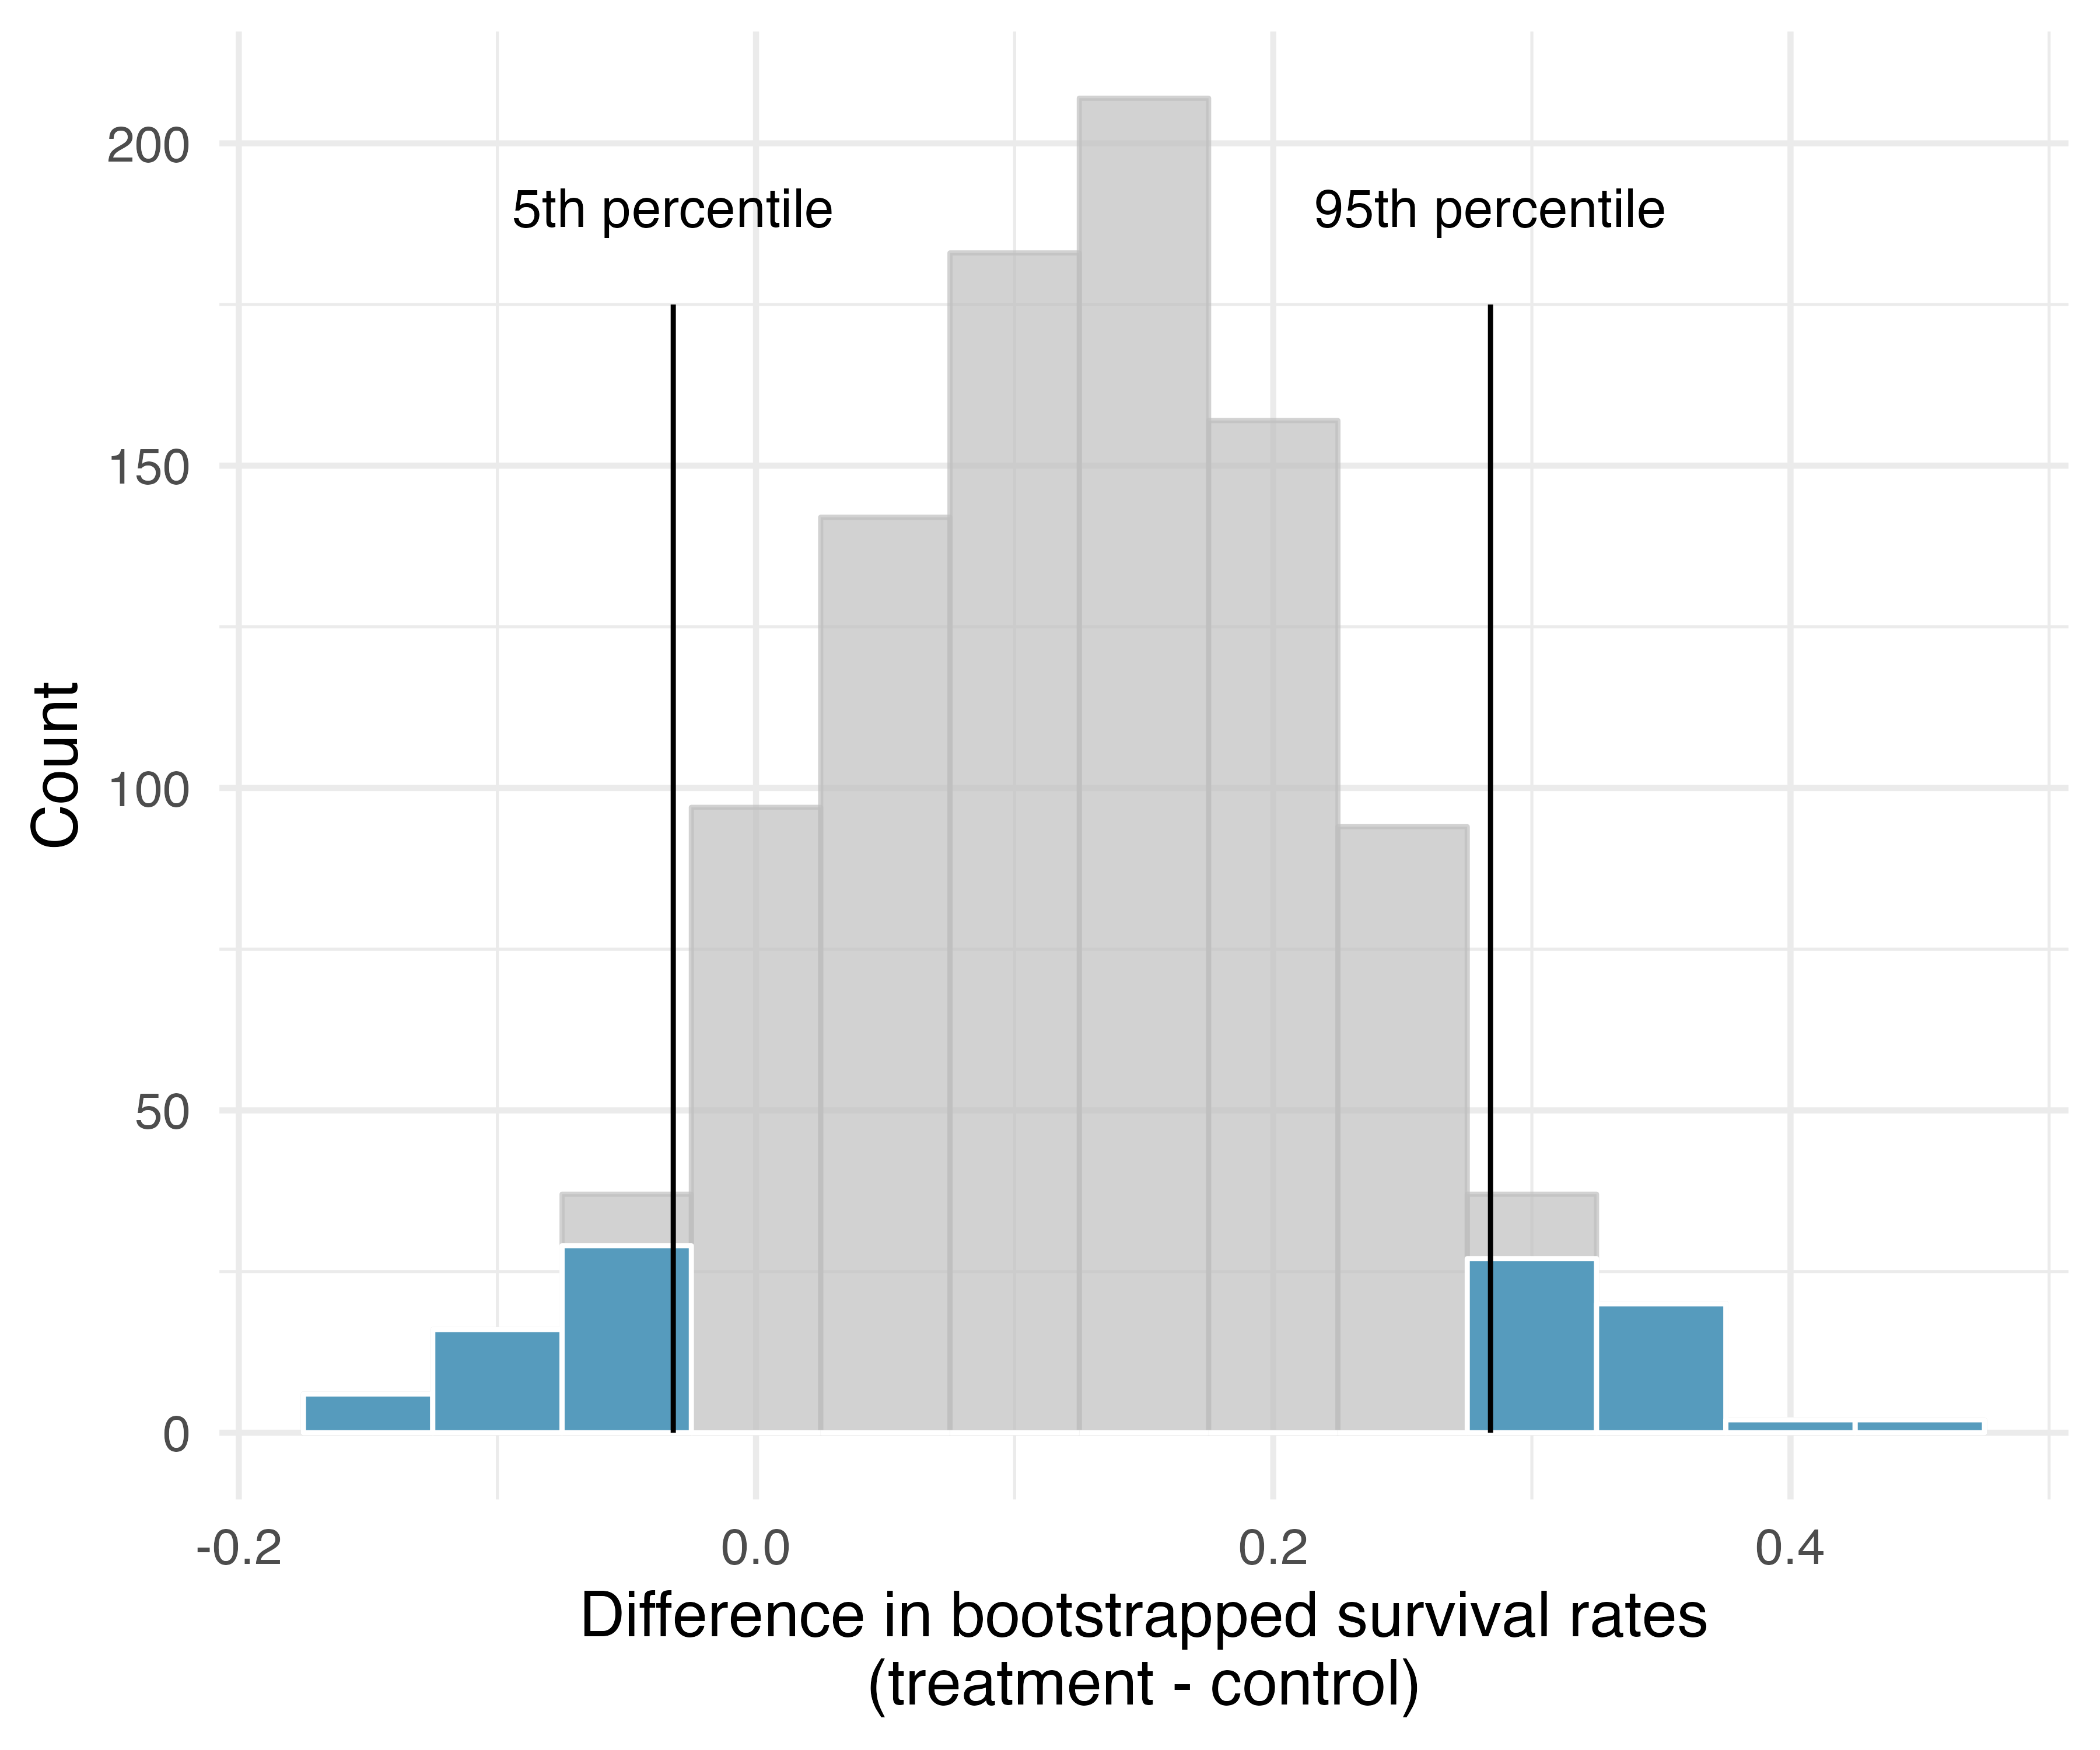 200
5th percentile
95th percentile
150
Count
100
50
0
-0.2
0.0
0.2
0.4
Difference in bootstrapped survival rates
(treatment - control)